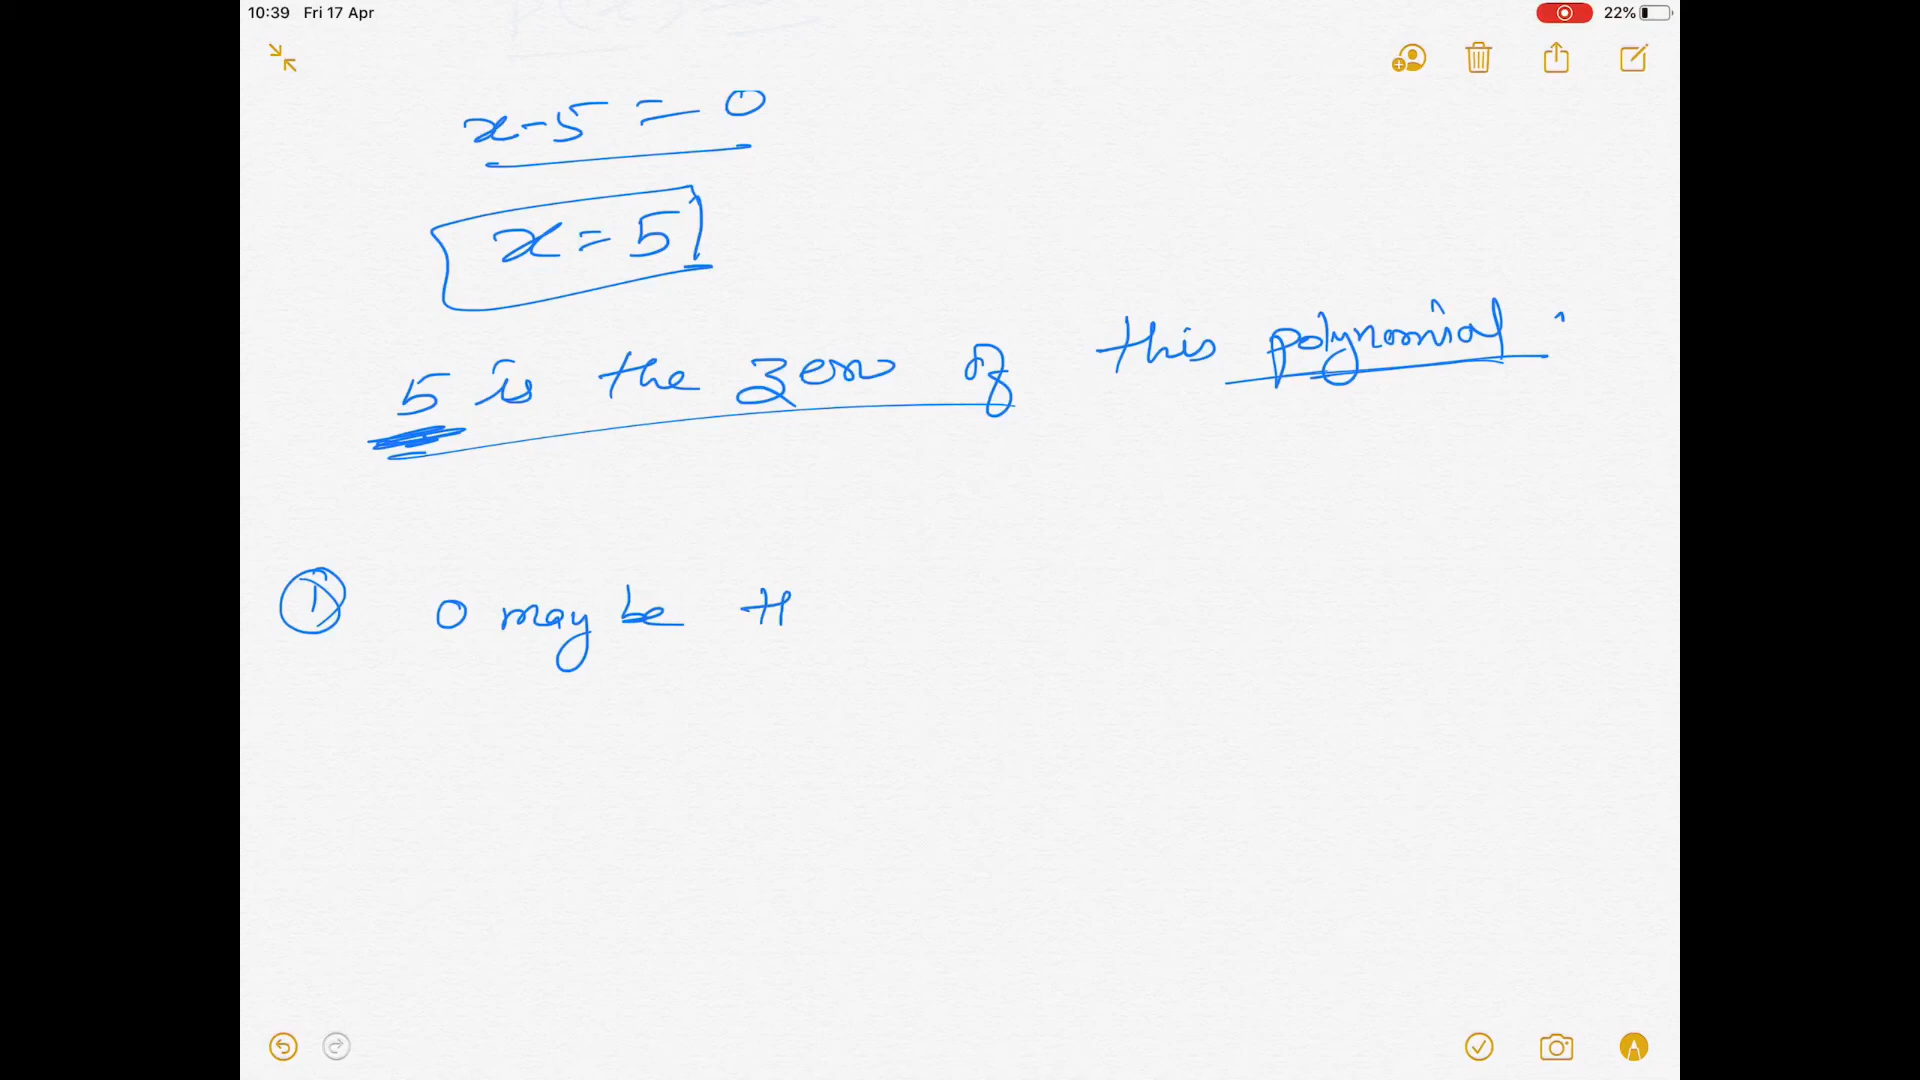 10:39 Fri 17 Apr 22%
x-5 = 0
x = 5
5 is the zero of this polynomial
① 0 may be th